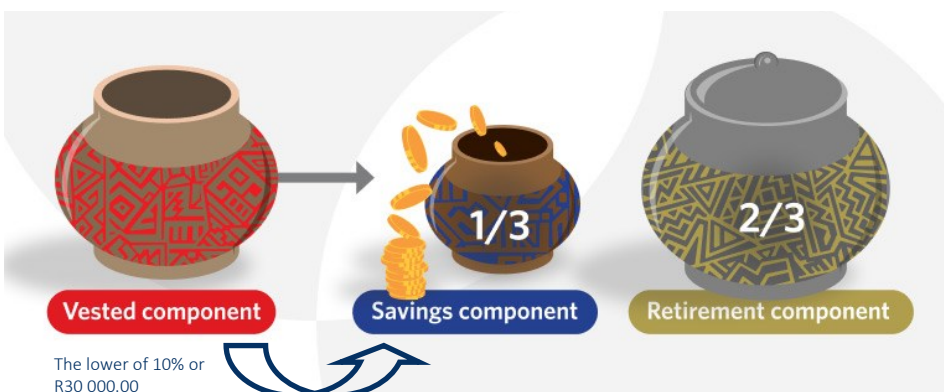 1/3
2/3
Vested component
Savings component
Retirement component
The lower of 10% or
R30 000.00